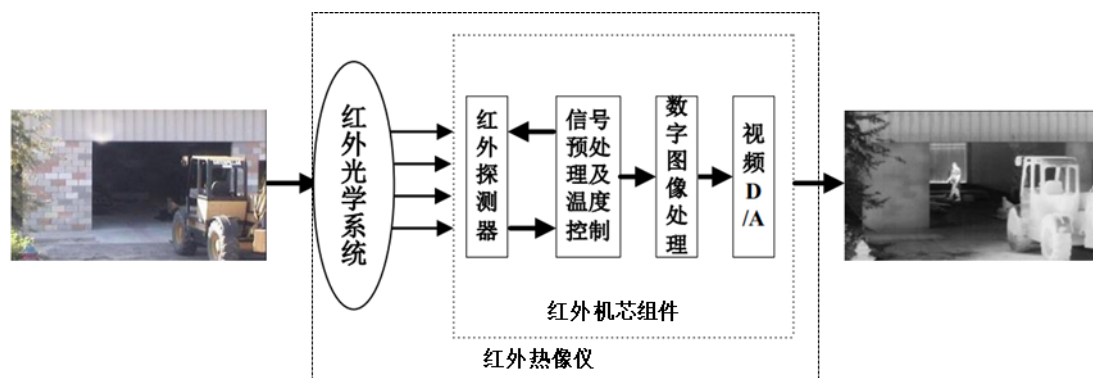 红外光学系统
红外探测器
信号
预处
理及
温度
控制
数字图像处理
视频
D
/A
红外机芯组件
红外热像仪